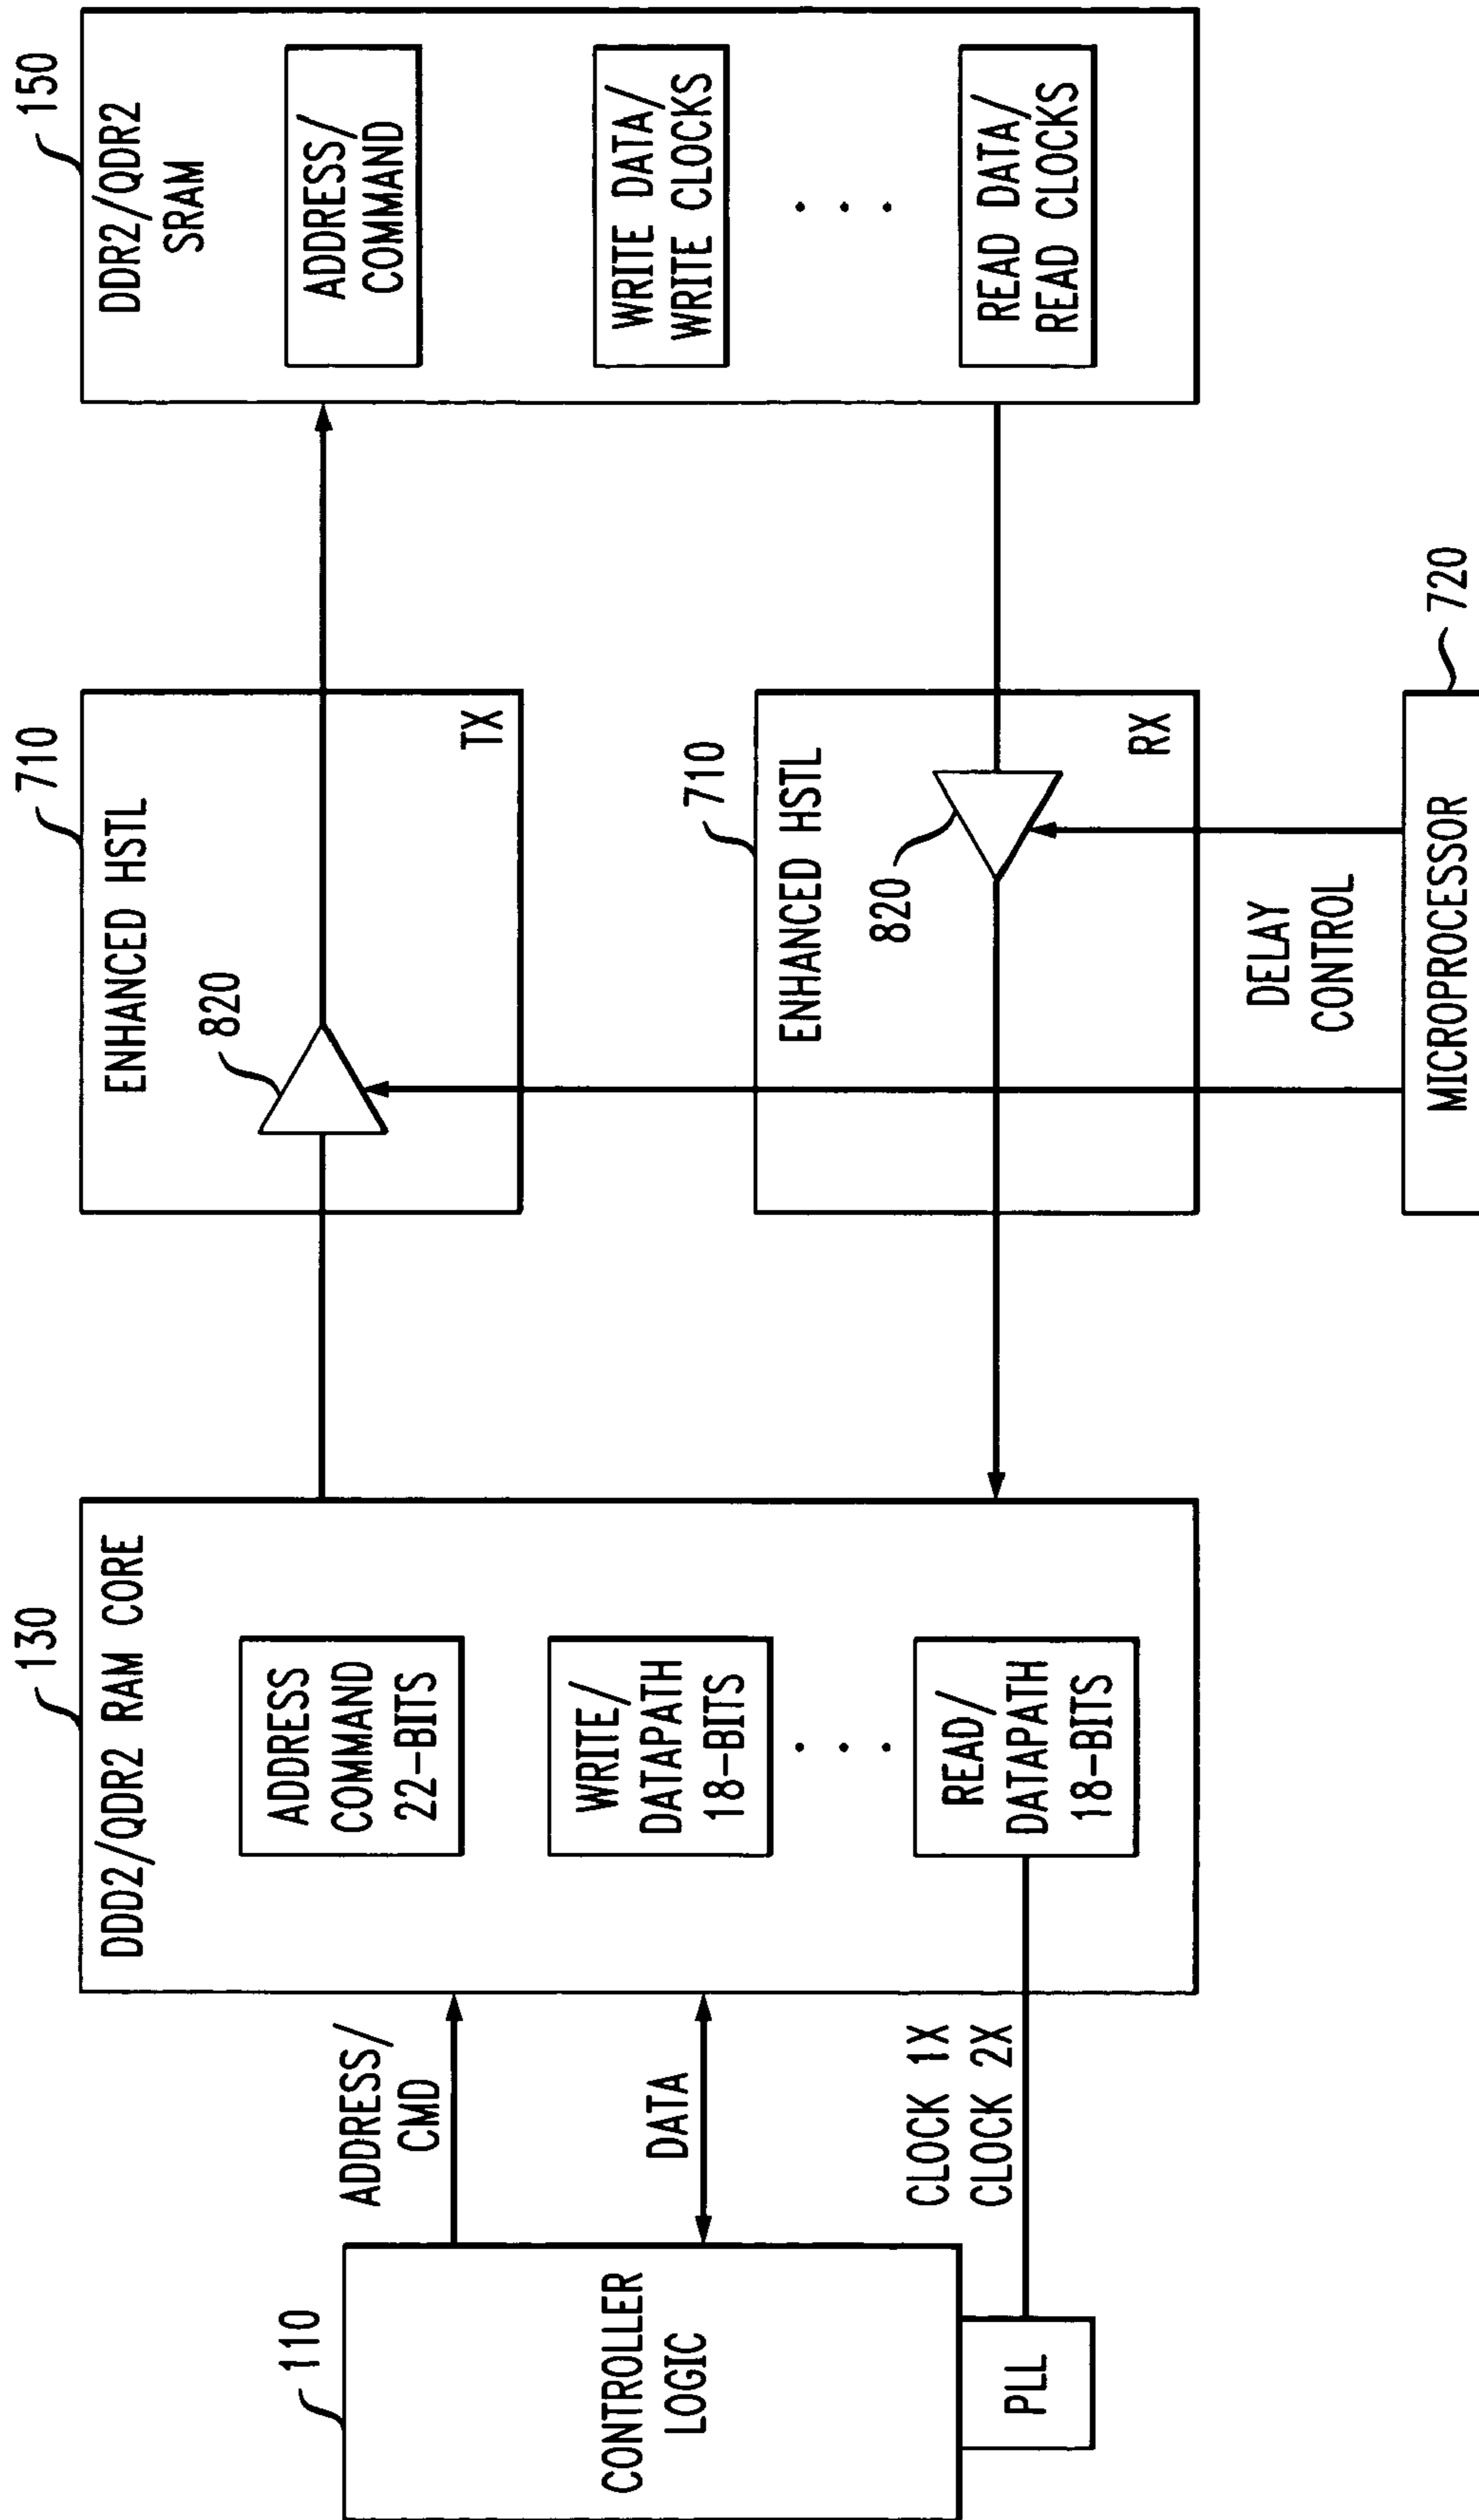 110
CONTROLLER
LOGIC
PLL
ADDRESS/
CMD
DATA
CLOCK 1X
CLOCK 2X
130
DDD2/QDR2 RAM CORE
ADDRESS
COMMAND
22-BITS
WRITE/
DATAPATH
18-BITS
. . .
READ/
DATAPATH
18-BITS
710
ENHANCED HSTL
820
TX
710
ENHANCED HSTL
820
RX
DELAY
CONTROL
MICROPROCESSOR
720
150
DDR2/QDR2
SRAM
ADDRESS/
COMMAND
WRITE DATA/
WRITE CLOCKS
. . .
READ DATA/
READ CLOCKS